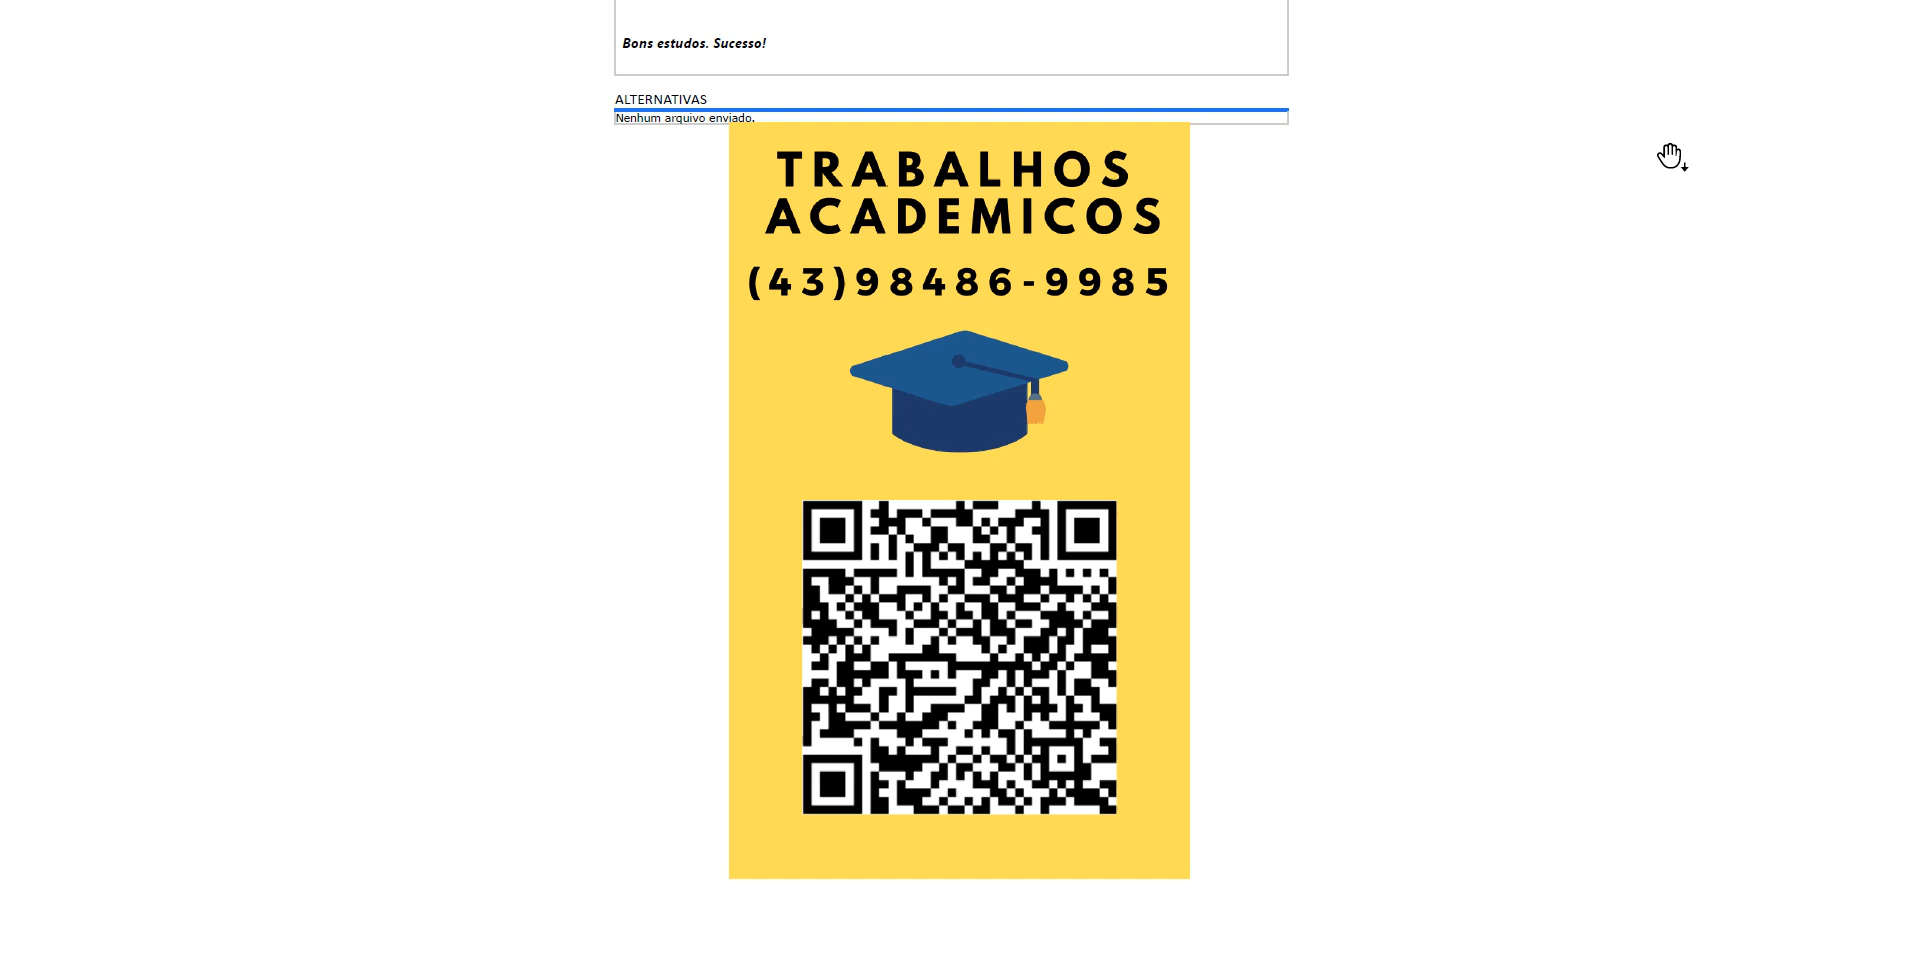 Bons estudos. Sucesso!
ALTERNATIVAS
Nenhum arquivo enviado.
TRABALHOS
ACADEMICOS
(43)98486-9985